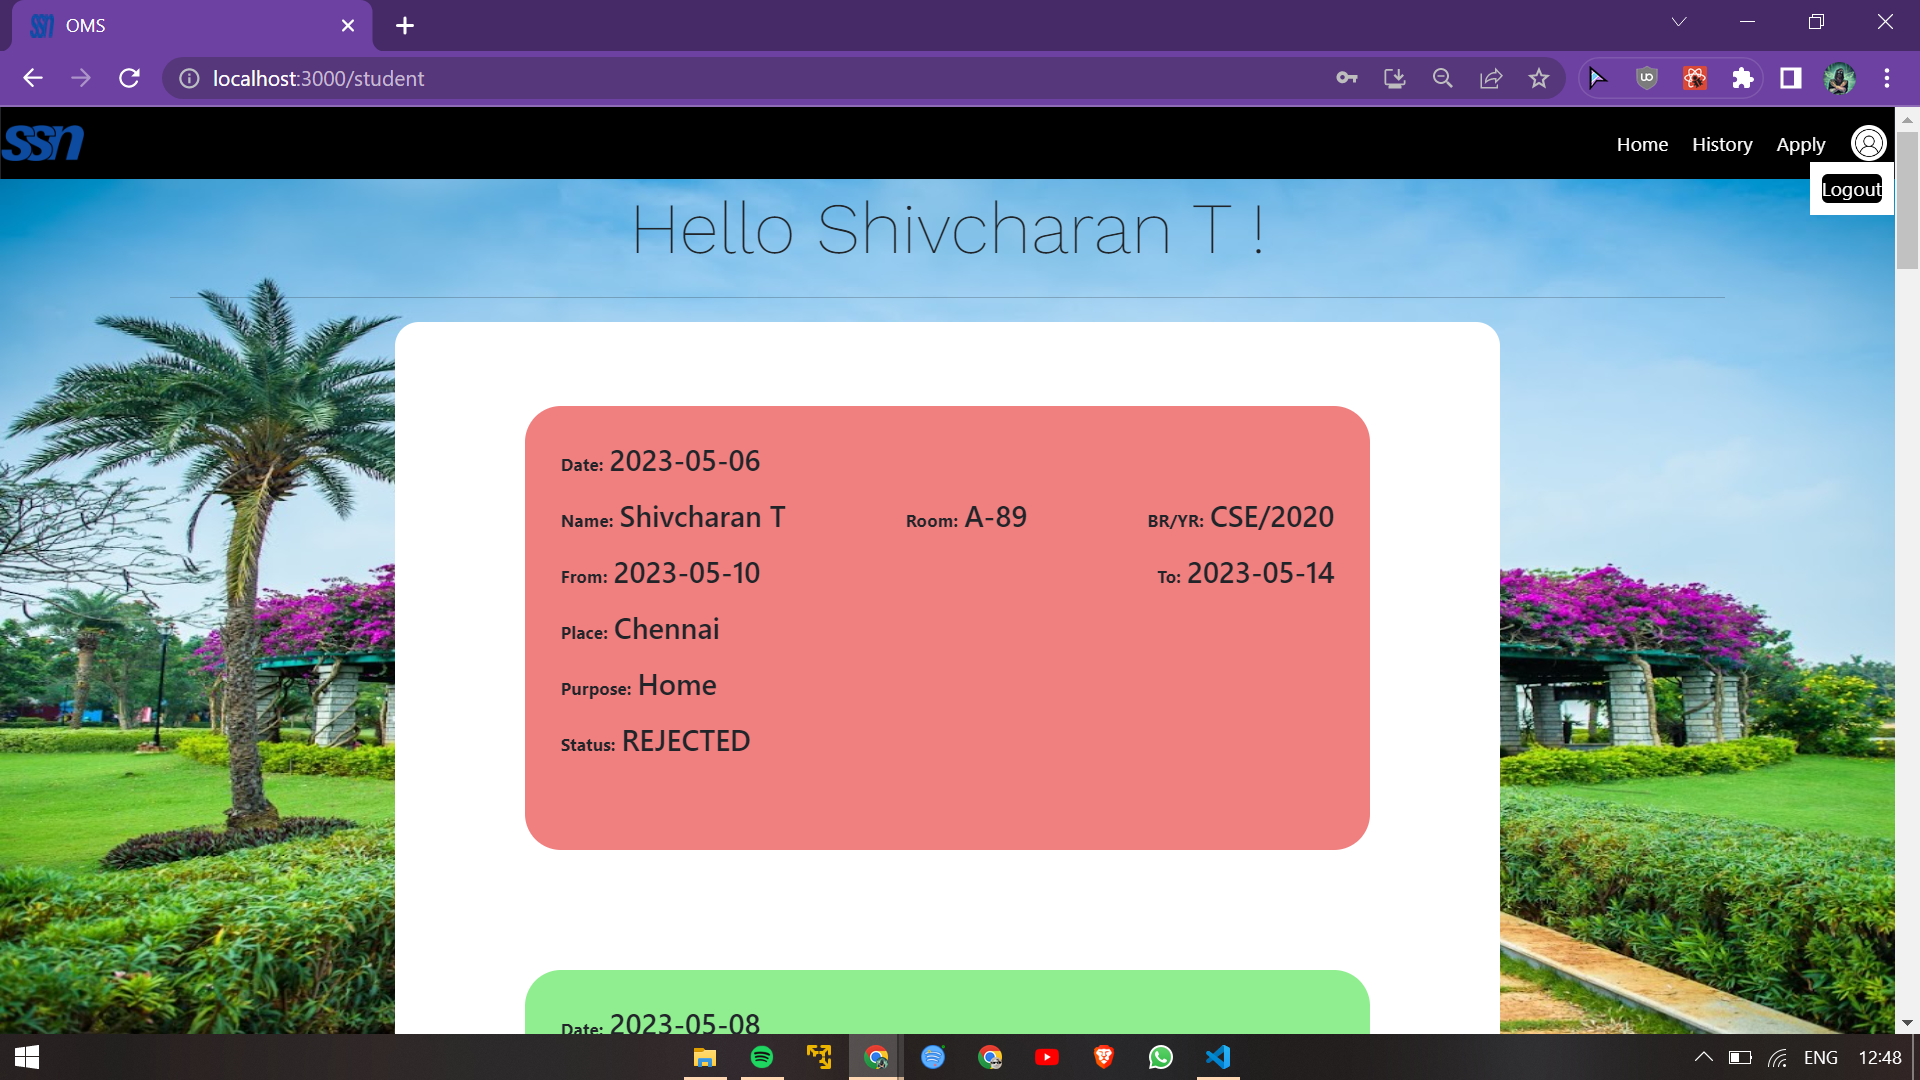 OMS
localhost:3000/student
ssn
Home History Apply
Logout
Hello Shivcharan T !
Date: 2023-05-06
Name: Shivcharan T Room: A-89 BR/YR: CSE/2020
From: 2023-05-10 To: 2023-05-14
Place: Chennai
Purpose: Home
Status: REJECTED
Date: 2023-05-08
ENG 12:48